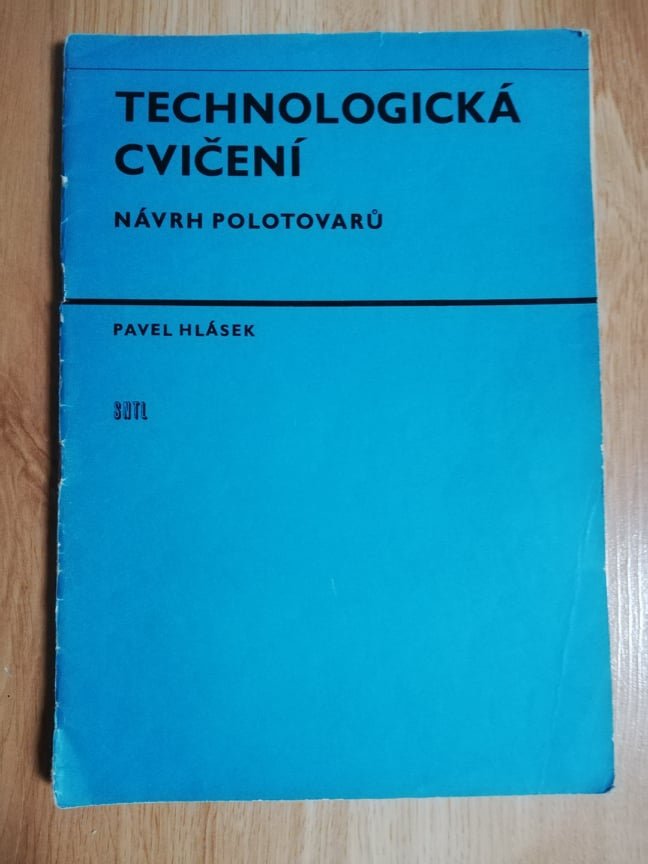 TECHNOLOGICKÁ
CVIČENÍ
NÁVRH POLOTOVARŮ
PAVEL HLÁSEK
SNTL